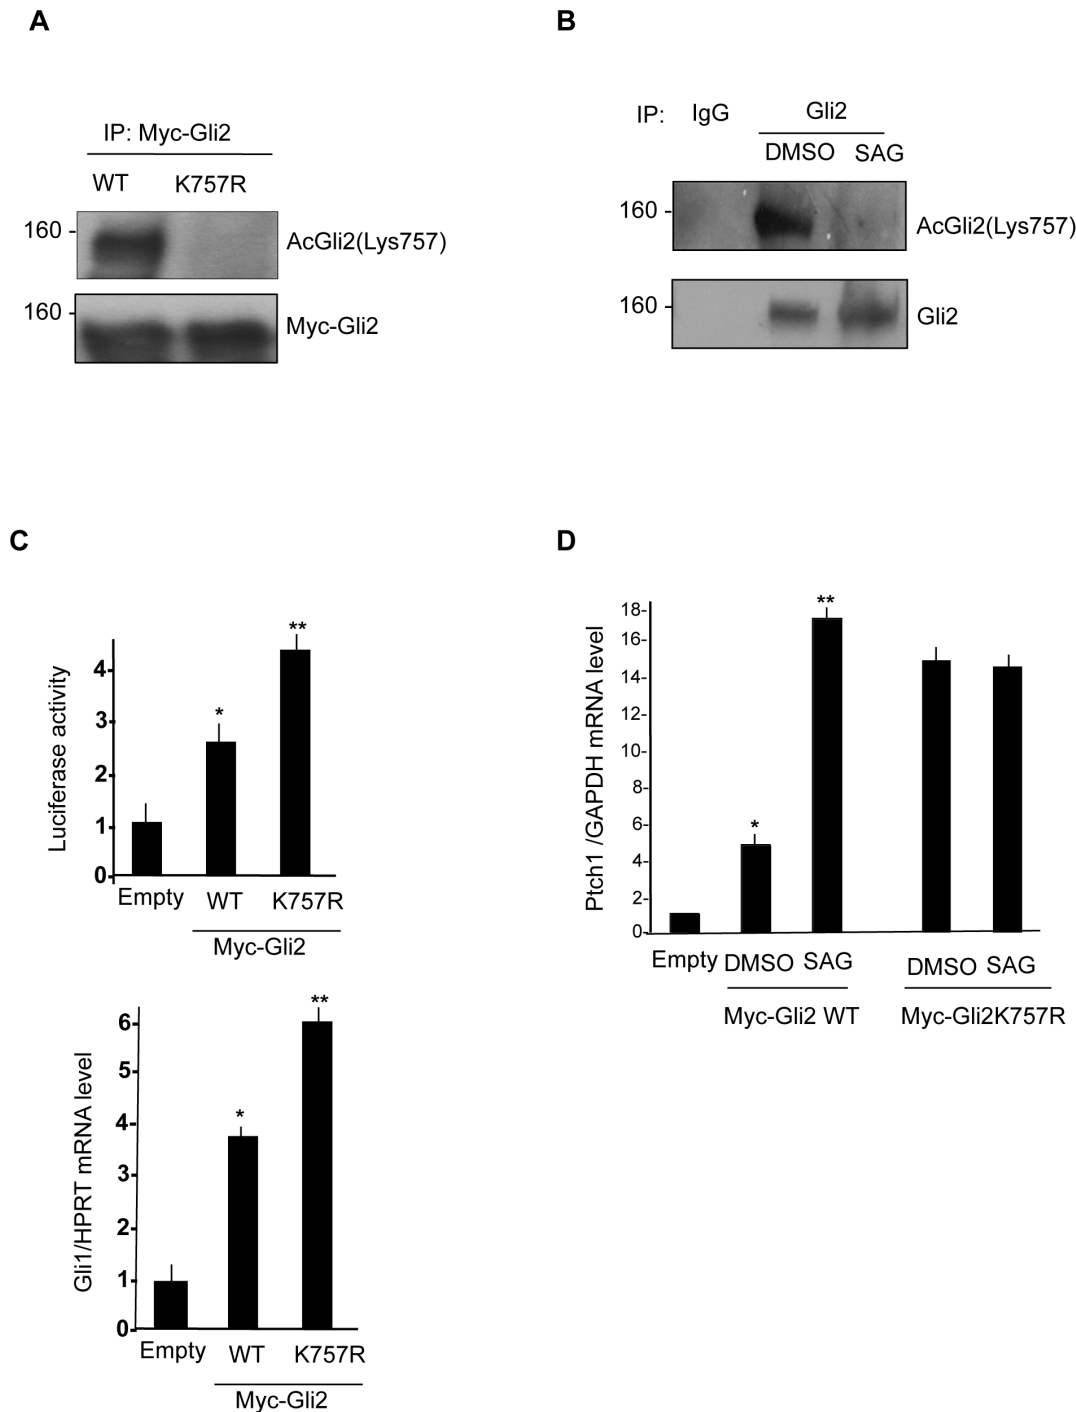 A
IP: Myc-Gli2
WT K757R
160 - AcGli2(Lys757)
160 - Myc-Gli2
B
IP: IgG Gli2
DMSO SAG
160 - AcGli2(Lys757)
160 - Gli2
C
Luciferase activity
4
3
2
1
0
**
*
Empty WT K757R
Myc-Gli2
Gli1/HPRT mRNA level
6
5
4
3
2
1
0
**
*
Empty WT K757R
Myc-Gli2
D
Ptch1 /GAPDH mRNA level
18-
16-
14-
12-
10-
8-
6-
4-
2-
0-
**
*
Empty DMSO SAG DMSO SAG
Myc-Gli2 WT Myc-Gli2K757R